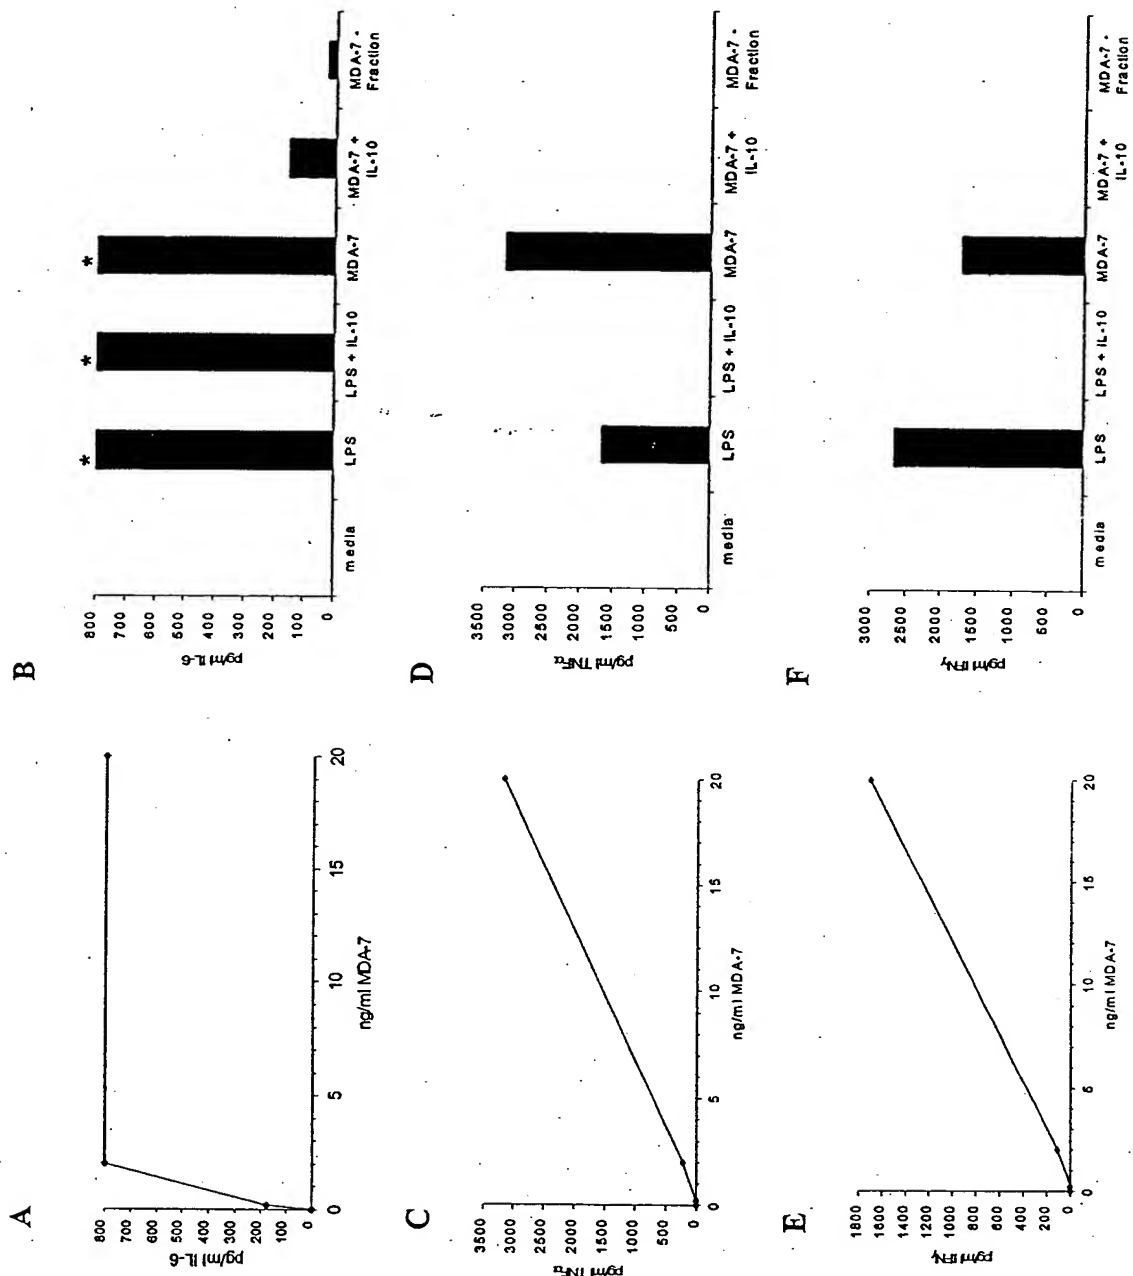 A
pg/ml IL-6
800
700
600
500
400
300
200
100
0
0
5
10
15
20
ng/ml MDA-7
B
pg/ml IL-6
800
700
600
500
400
300
200
100
0
*
*
*
media
LPS
LPS + IL-10
MDA-7
MDA-7 +
IL-10
MDA-7 -
Fraction
C
pg/ml TNFα
3500
3000
2500
2000
1500
1000
500
0
0
5
10
15
20
ng/ml MDA-7
D
pg/ml TNFα
3500
3000
2500
2000
1500
1000
500
0
media
LPS
LPS + IL-10
MDA-7
MDA-7 +
IL-10
MDA-7 -
Fraction
E
pg/ml IFNγ
1800
1600
1400
1200
1000
800
600
400
200
0
0
5
10
15
20
ng/ml MDA-7
F
pg/ml IFNγ
3000
2500
2000
1500
1000
500
0
media
LPS
LPS + IL-10
MDA-7
MDA-7 +
IL-10
MDA-7 -
Fraction